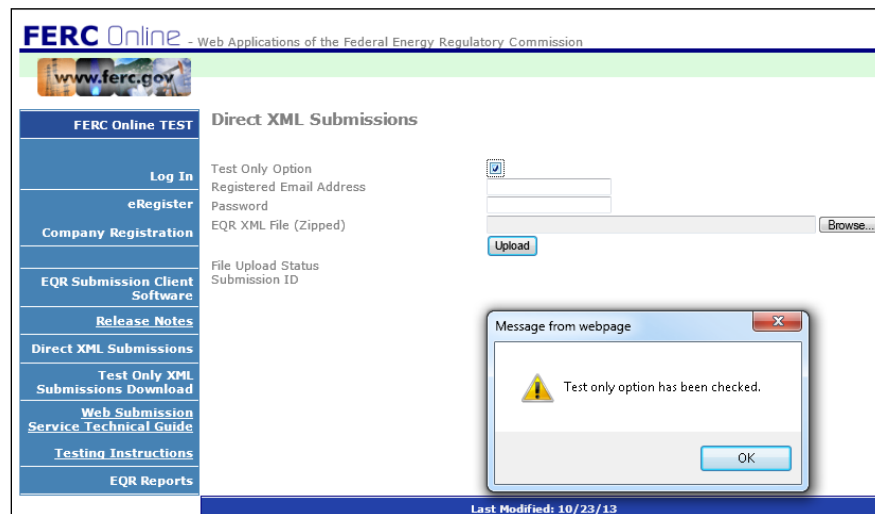 FERC Online - Web Applications of the Federal Energy Regulatory Commission
www.ferc.gov
FERC Online TEST
Log In
eRegister
Company Registration
EQR Submission Client
Software
Release Notes
Direct XML Submissions
Test Only XML
Submissions Download
Web Submission
Service Technical Guide
Testing Instructions
EQR Reports
Direct XML Submissions
Test Only Option
Registered Email Address
Password
EQR XML File (Zipped)
Browse...
Upload
File Upload Status
Submission ID
Message from webpage
Test only option has been checked.
OK
Last Modified: 10/23/13